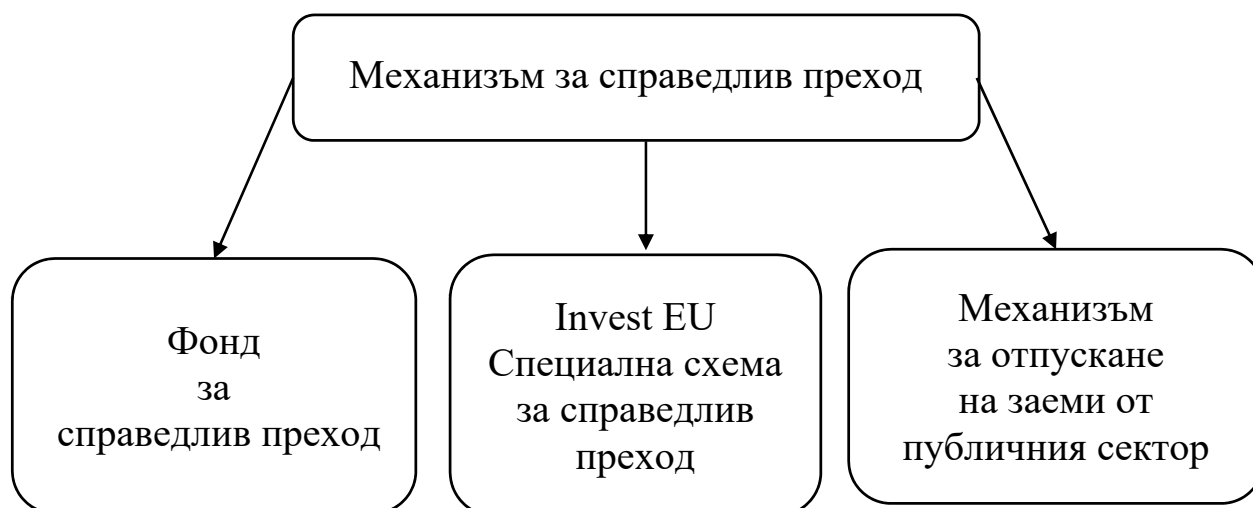 Механизъм за справедлив преход
Фонд
за
справедлив преход
Invest EU
Специална схема
за справедлив
преход
Механизъм
за отпускане
на заеми от
публичния сектор